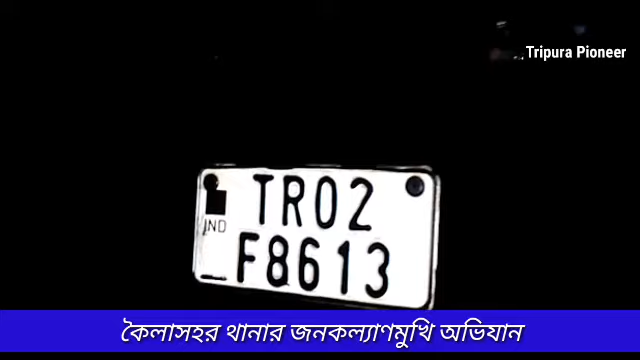 Tripura Pioneer
TR02
IND
F8613
কৈলাসহর থানার জনকল্যাণমুখি অভিযান